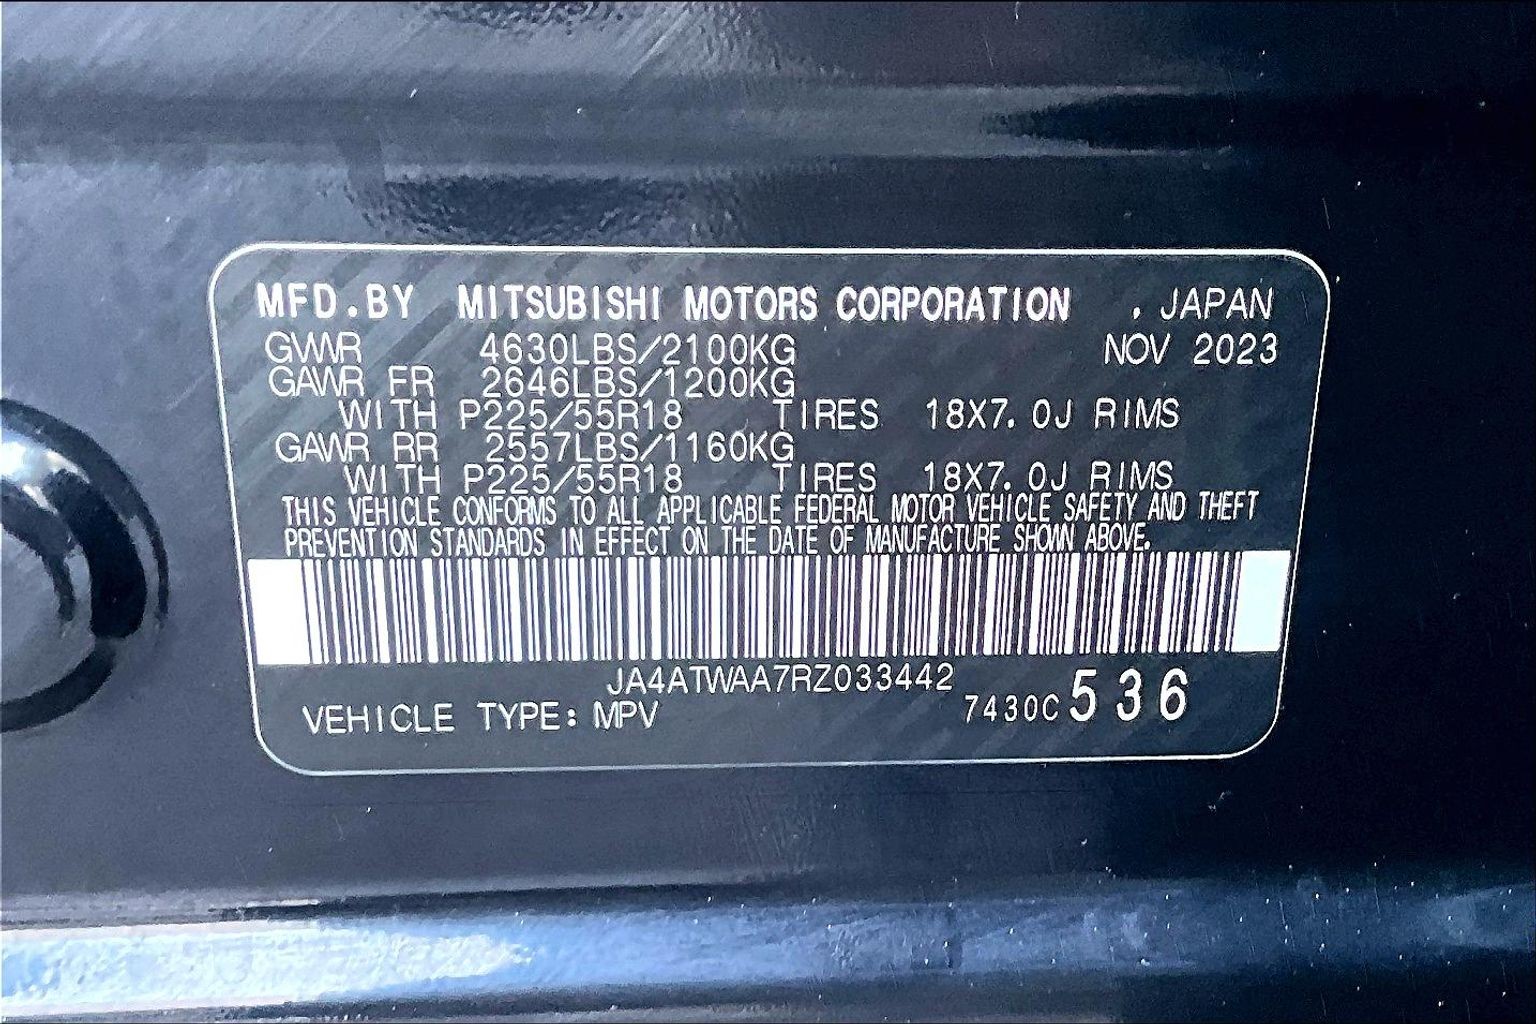 MFD.BY MITSUBISHI MOTORS CORPORATION . JAPAN
GVWR 4630LBS/2100KG NOV 2023
GAWR FR 2646LBS/1200KG
WITH P225/55R18 TIRES 18X7.0J RIMS
GAWR RR 2557LBS/1160KG
WITH P225/55R18 TIRES 18X7.0J RIMS
THIS VEHICLE CONFORMS TO ALL APPLICABLE FEDERAL MOTOR VEHICLE SAFETY AND THEFT
PREVENTION STANDARDS IN EFFECT ON THE DATE OF MANUFACTURE SHOWN ABOVE.
JA4ATWAA7RZ033442
VEHICLE TYPE: MPV 7430C 536